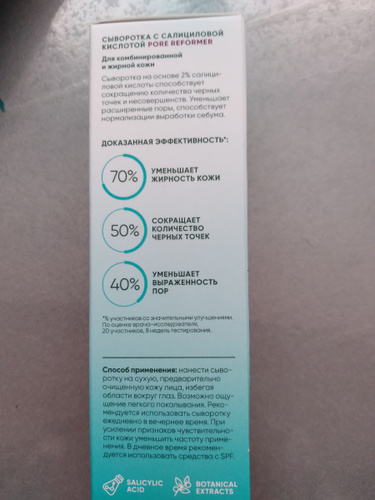 СЫВОРОТКА С САЛИЦИЛОВОЙ
КИСЛОТОЙ PORE REFORMER
Для комбинированной
и жирной кожи
Сыворотка на основе 2% салици-
ловой кислоты способствует
сокращению количества черных
точек и несовершенств. Уменьшает
расширенные поры, способствует
нормализации выработки себума.
ДОКАЗАННАЯ ЭФФЕКТИВНОСТЬ*:
70%
УМЕНЬШАЕТ
ЖИРНОСТЬ КОЖИ
50%
СОКРАЩАЕТ
КОЛИЧЕСТВО
ЧЕРНЫХ ТОЧЕК
40%
УМЕНЬШАЕТ
ВЫРАЖЕННОСТЬ
ПОР
*% участников со значительными улучшениями.
По оценке врача-исследователя,
20 участников, 8 недель тестирования.
Способ применения: нанести сыво-
ротку на сухую, предварительно
очищенную кожу лица, избегая
области вокруг глаз. Возможно ощу-
щение легкого покалывания. Реко-
мендуется использовать сыворотку
ежедневно в вечернее время. При
усилении признаков чувствительно-
сти кожи уменьшить частоту приме-
нения. В дневное время рекомен-
дуется использовать средства с SPF.
SALICYLIC
ACID
BOTANICAL
EXTRACTS